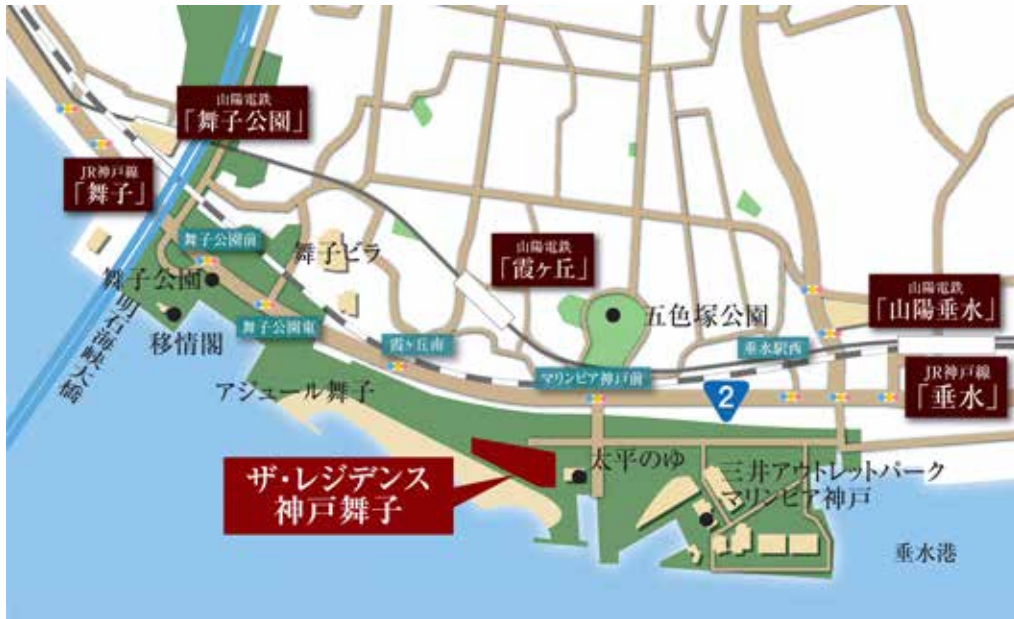 山陽電鉄
「舞子公園」
JR神戸線
「舞子」
舞子公園前
舞子ビラ
山陽電鉄
「霞ヶ丘」
山陽電鉄
「山陽垂水」
舞子公園
移情閣
明石海峡大橋
舞子公園東
霞ヶ丘南
五色塚公園
垂水駅西
マリンピア神戸前
2
JR神戸線
「垂水」
アジュール舞子
ザ・レジデンス
神戸舞子
太平のゆ
三井アウトレットパーク
マリンピア神戸
垂水港